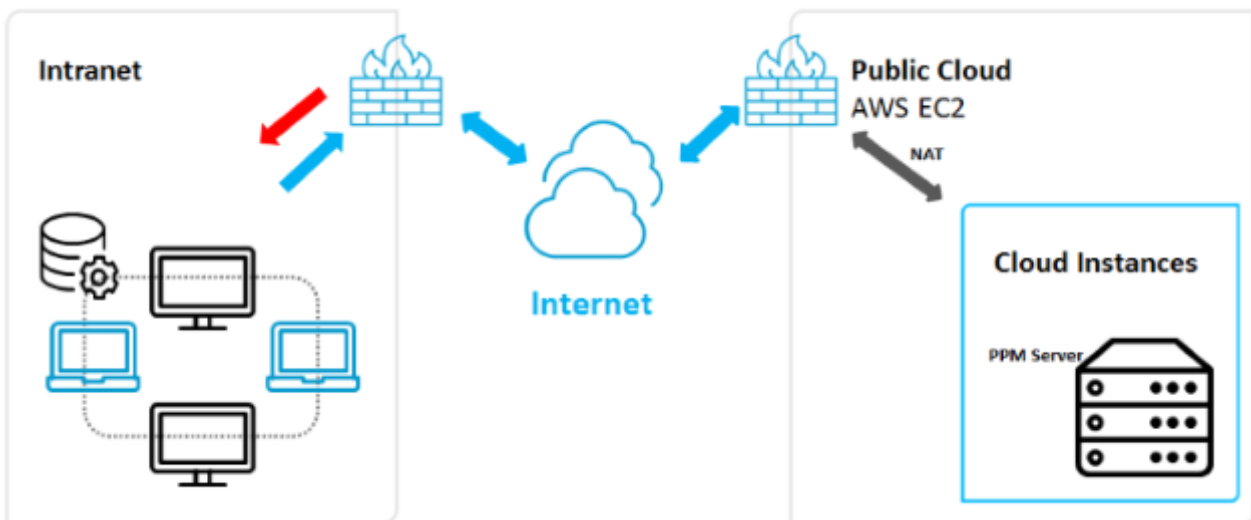 Intranet
Public Cloud
AWS EC2
NAT
Internet
Cloud Instances
PPM Server